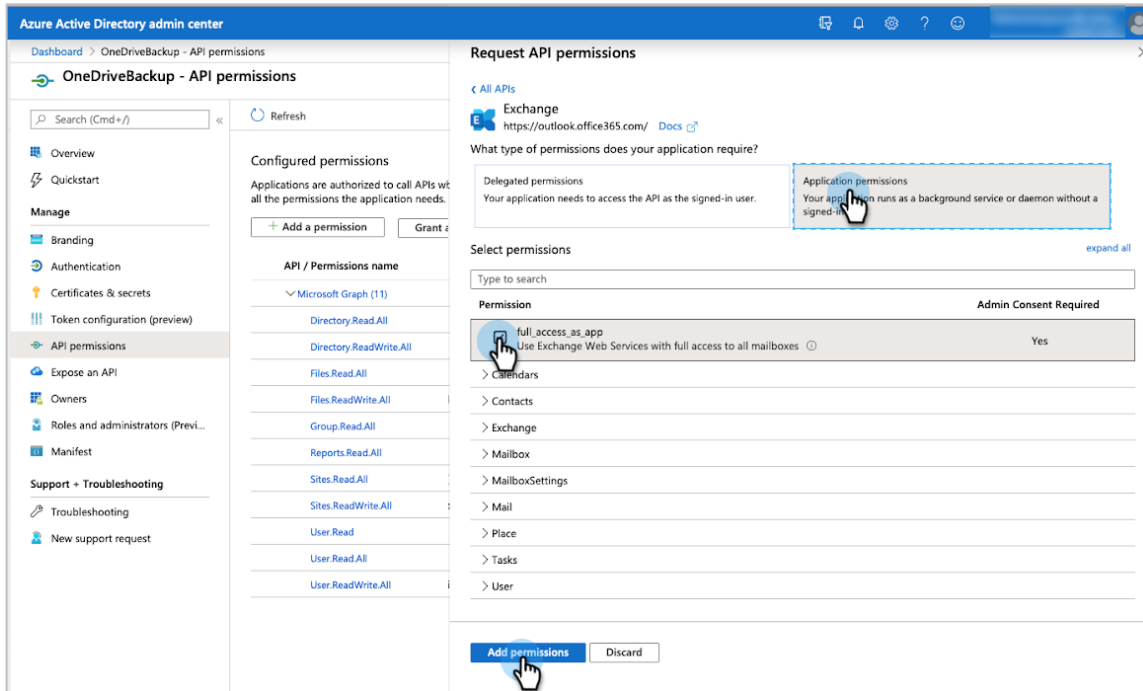 Azure Active Directory admin center
Dashboard > OneDriveBackup - API permissions
OneDriveBackup - API permissions
Search (Cmd+/)
«
Overview
Quickstart
Manage
Branding
Authentication
Certificates & secrets
Token configuration (preview)
API permissions
Expose an API
Owners
Roles and administrators (Previ...
Manifest
Support + Troubleshooting
Troubleshooting
New support request
Refresh
Configured permissions
Applications are authorized to call APIs
all the permissions the application needs.
+ Add a permission
Grant
API / Permissions name
Microsoft Graph (11)
Directory.Read.All
Directory.ReadWrite.All
Files.Read.All
Files.ReadWrite.All
Group.Read.All
Reports.Read.All
Sites.Read.All
Sites.ReadWrite.All
User.Read
User.Read.All
User.ReadWrite.All
Request API permissions
All APIs
Exchange
https://outlook.office365.com/ Docs
What type of permissions does your application require?
Delegated permissions
Your application needs to access the API as the signed-in user.
Application permissions
Your application runs as a background service or daemon without a
signed-in
Select permissions
expand all
Type to search
Permission
Admin Consent Required
full_access_as_app
Use Exchange Web Services with full access to all mailboxes
Yes
Calendars
Contacts
Exchange
Mailbox
MailboxSettings
Mail
Place
Tasks
User
Add permissions
Discard